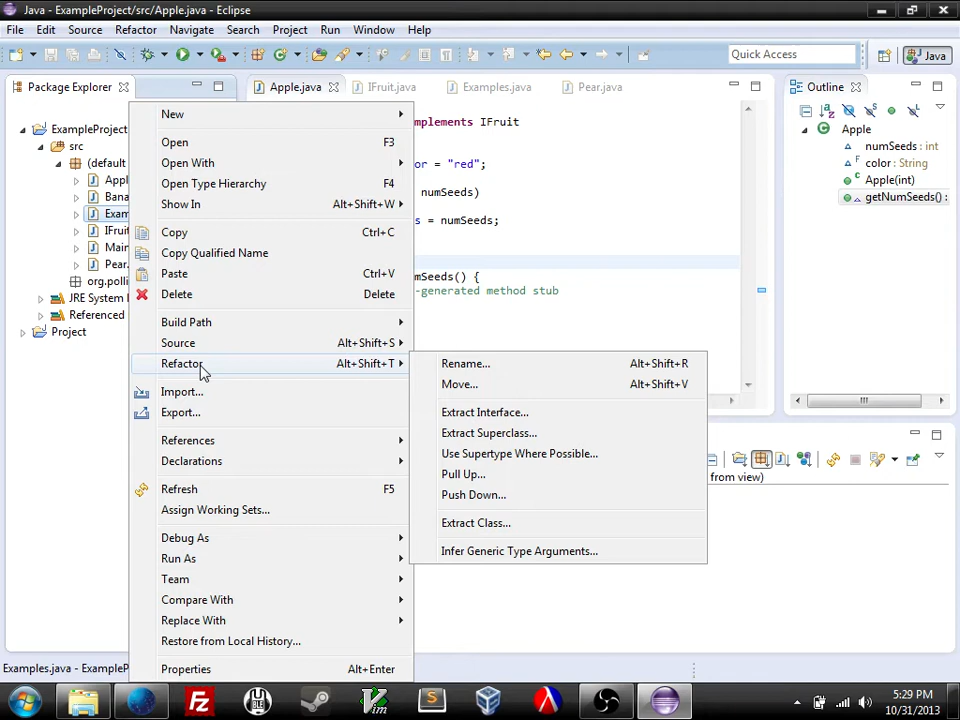 Java - ExampleProject/src/Apple.java - Eclipse
File Edit Source Refactor Navigate Search Project Run Window Help
Quick Access
Java
Package Explorer
Apple.java
IFruit.java
Examples.java
Pear.java
Outline
ExampleProject
src
(default
Appl
Bana
Exam
IFruit
Main
Pear.
org.polli
JRE System
Referenced
Project
New
Open F3
Open With
Open Type Hierarchy F4
Show In Alt+Shift+W
Copy Ctrl+C
Copy Qualified Name
Paste Ctrl+V
Delete Delete
Build Path
Source Alt+Shift+S
Refactor Alt+Shift+T
Import...
Export...
References
Declarations
Refresh F5
Assign Working Sets...
Debug As
Run As
Team
Compare With
Replace With
Restore from Local History...
Properties Alt+Enter
Rename... Alt+Shift+R
Move... Alt+Shift+V
Extract Interface...
Extract Superclass...
Use Supertype Where Possible...
Pull Up...
Push Down...
Extract Class...
Infer Generic Type Arguments...
mplements IFruit
or = "red";
numSeeds)
s = numSeeds;
mSeeds() {
-generated method stub
Apple
numSeeds : int
color : String
Apple(int)
getNumSeeds() :
from view)
Examples.java - ExampleP
5:29 PM
10/31/2013